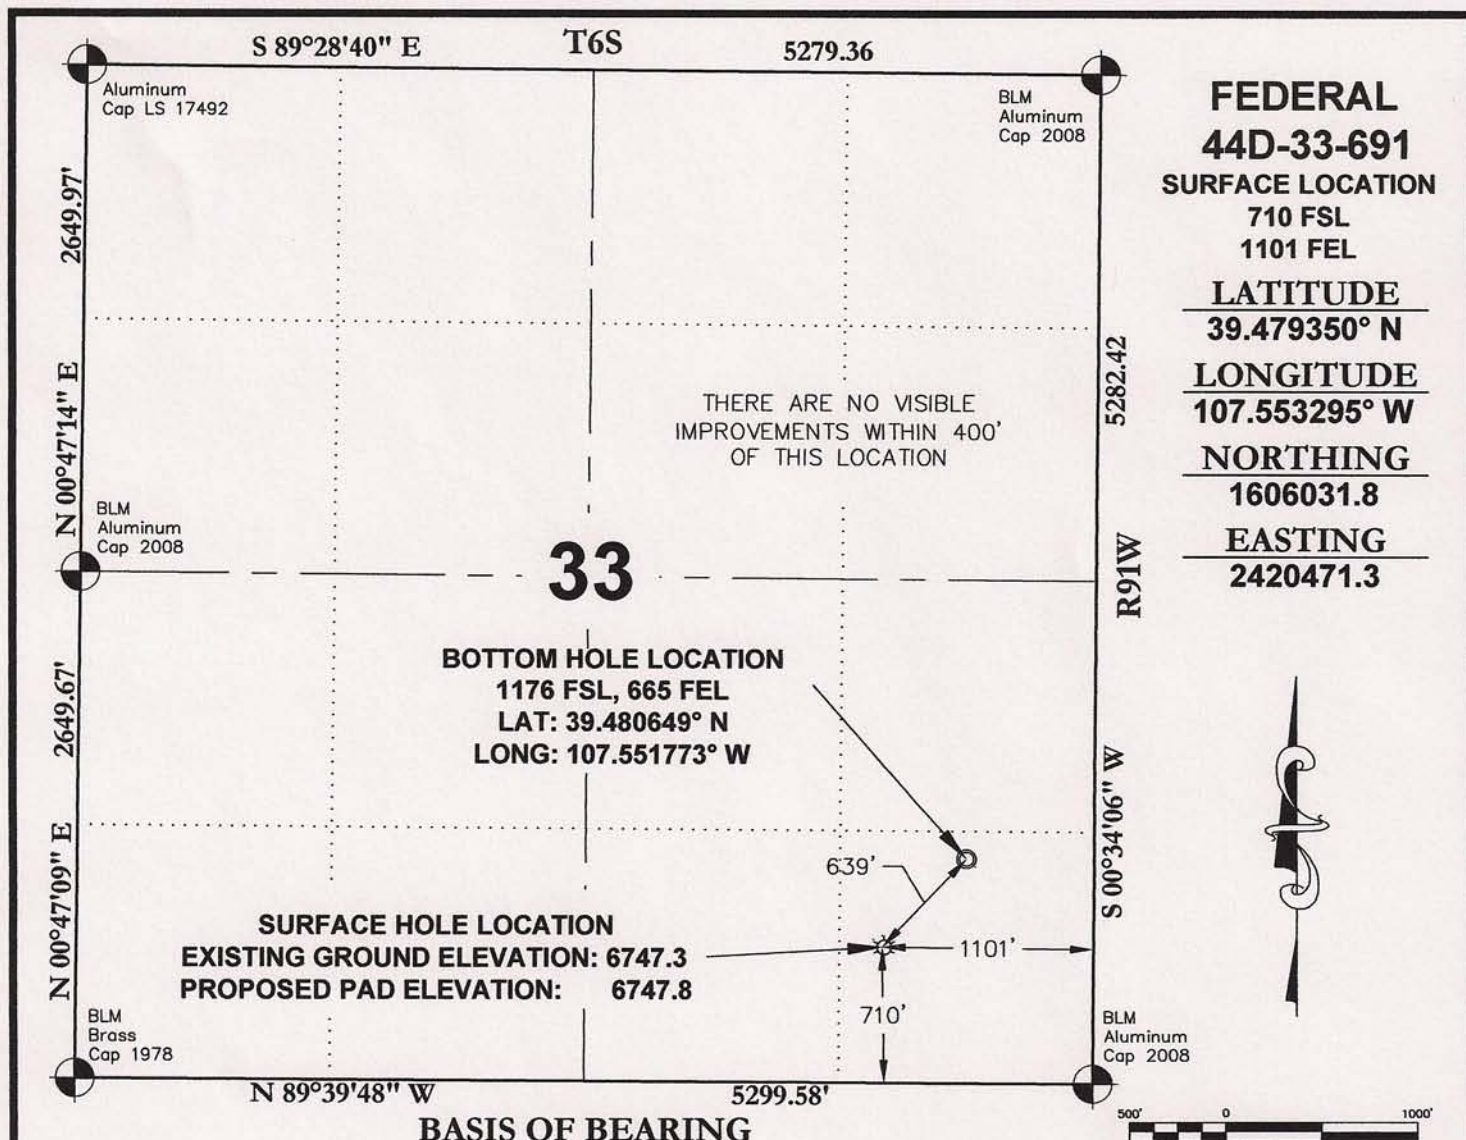 S 89°28'40" E
T6S
5279.36
Aluminum
Cap LS 17492
BLM
Aluminum
Cap 2008
FEDERAL
44D-33-691
SURFACE LOCATION
710 FSL
1101 FEL
LATITUDE
39.479350° N
LONGITUDE
107.553295° W
NORTHING
1606031.8
EASTING
2420471.3
2649.97'
N 00°47'14" E
5282.42
THERE ARE NO VISIBLE
IMPROVEMENTS WITHIN 400'
OF THIS LOCATION
BLM
Aluminum
Cap 2008
33
R91W
BOTTOM HOLE LOCATION
1176 FSL, 665 FEL
LAT: 39.480649° N
LONG: 107.551773° W
2649.67'
N 00°47'09" E
S 00°34'06" W
639'
SURFACE HOLE LOCATION
EXISTING GROUND ELEVATION: 6747.3
PROPOSED PAD ELEVATION: 6747.8
1101'
710'
BLM
Brass
Cap 1978
BLM
Aluminum
Cap 2008
N 89°39'48" W
5299.58'
BASIS OF BEARING
500' 0 1000'